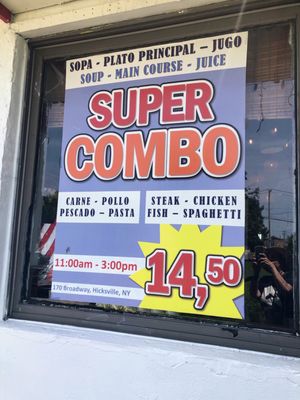 SOPA - PLATO PRINCIPAL – JUGO
SOUP - MAIN COURSE - JUICE
SUPER
COMBO
CARNE - POLLO
PESCADO – PASTA
STEAK - CHICKEN
FISH – SPAGHETTI
11:00am - 3:00pm
14,50
170 Broadway, Hicksville, NY